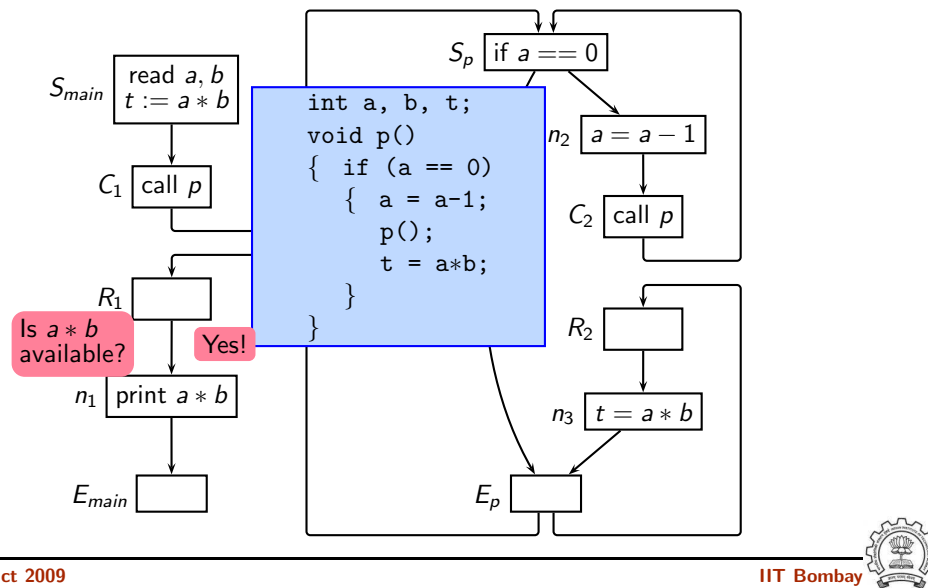 S_p
if a == 0
S_main
read a, b
t := a ∗ b
int a, b, t;
void p()
{ if (a == 0)
{ a = a-1;
p();
t = a∗b;
}
}
n_2
a = a − 1
C_1
call p
C_2
call p
R_1
Is a ∗ b
available?
Yes!
R_2
n_1
print a ∗ b
n_3
t = a ∗ b
E_main
E_p
ct 2009
IIT Bombay